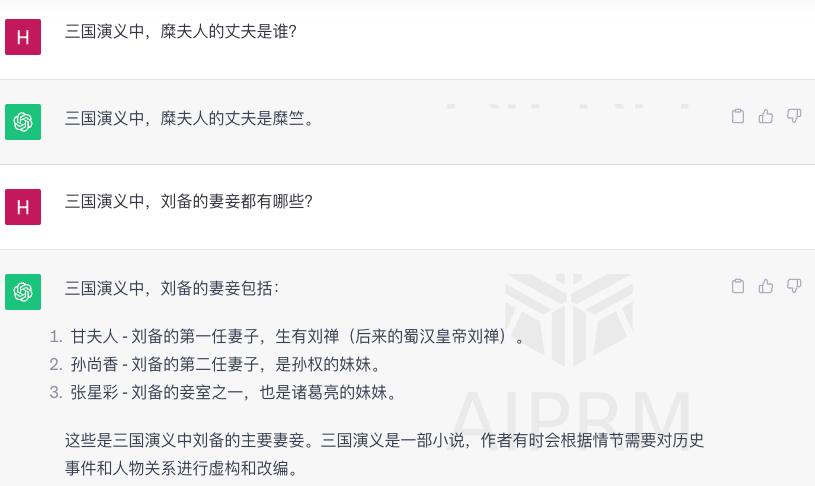 H
三国演义中，糜夫人的丈夫是谁？
三国演义中，糜夫人的丈夫是糜竺。
H
三国演义中，刘备的妻妾都有哪些？
三国演义中，刘备的妻妾包括：
1. 甘夫人 - 刘备的第一任妻子，生有刘禅（后来的蜀汉皇帝刘禅）。
2. 孙尚香 - 刘备的第二任妻子，是孙权的妹妹。
3. 张星彩 - 刘备的妾室之一，也是诸葛亮的妹妹。
AIPRM
这些是三国演义中刘备的主要妻妾。三国演义是一部小说，作者有时会根据情节需要对历史
事件和人物关系进行虚构和改编。